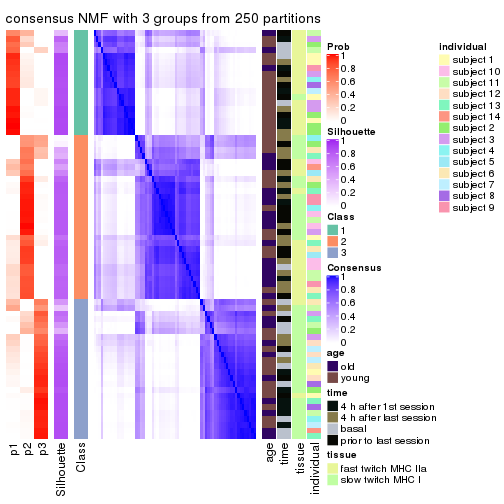 consensus NMF with 3 groups from 250 partitions
Prob
1
0.8
0.6
0.4
0.2
0
Silhouette
1
0.8
0.6
0.4
0.2
0
Class
1
2
3
Consensus
1
0.8
0.6
0.4
0.2
0
age
old
young
time
4 h after 1st session
4 h after last session
basal
prior to last session
tissue
fast twitch MHC IIa
slow twitch MHC I
individual
subject 1
subject 10
subject 11
subject 12
subject 13
subject 14
subject 2
subject 3
subject 4
subject 5
subject 6
subject 7
subject 8
subject 9
p1
p2
p3
Silhouette
Class
age
time
tissue
individual